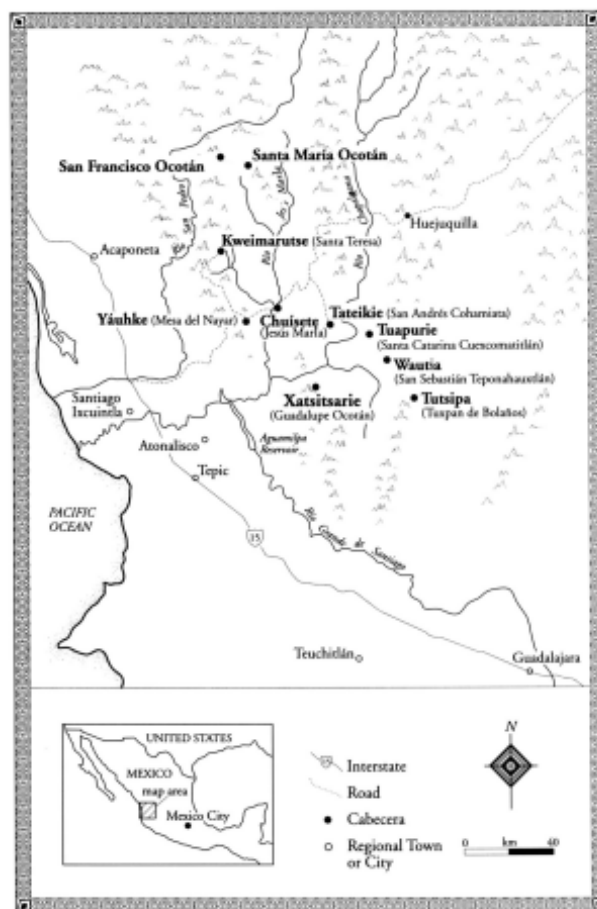 San Francisco Ocotán
Santa María Ocotán
Río San Pedro
Huejuquilla
Acaponeta
Kweimarutse (Santa Teresa)
Yáuhke (Mesa del Nayar)
Chuisete
(Jesús María)
Tateikie (San Andrés Cohamiata)
Tuapurie
(Santa Catarina Cuexcomatitlán)
Wautia
(San Sebastián Teponahuaxtlán)
Xatsitsarie
(Guadalupe Ocotán)
Tutsipa
(Tuxpan de Bolaños)
Santiago
Ixcuintla
Atonalisco
Aguamilpa
Reservoir
Tepic
PACIFIC
OCEAN
15
Río Grande de Santiago
Teuchitlán
Guadalajara
UNITED STATES
MEXICO
map area
Mexico City
Interstate
Road
Cabecera
Regional Town
or City
N
0 km 40